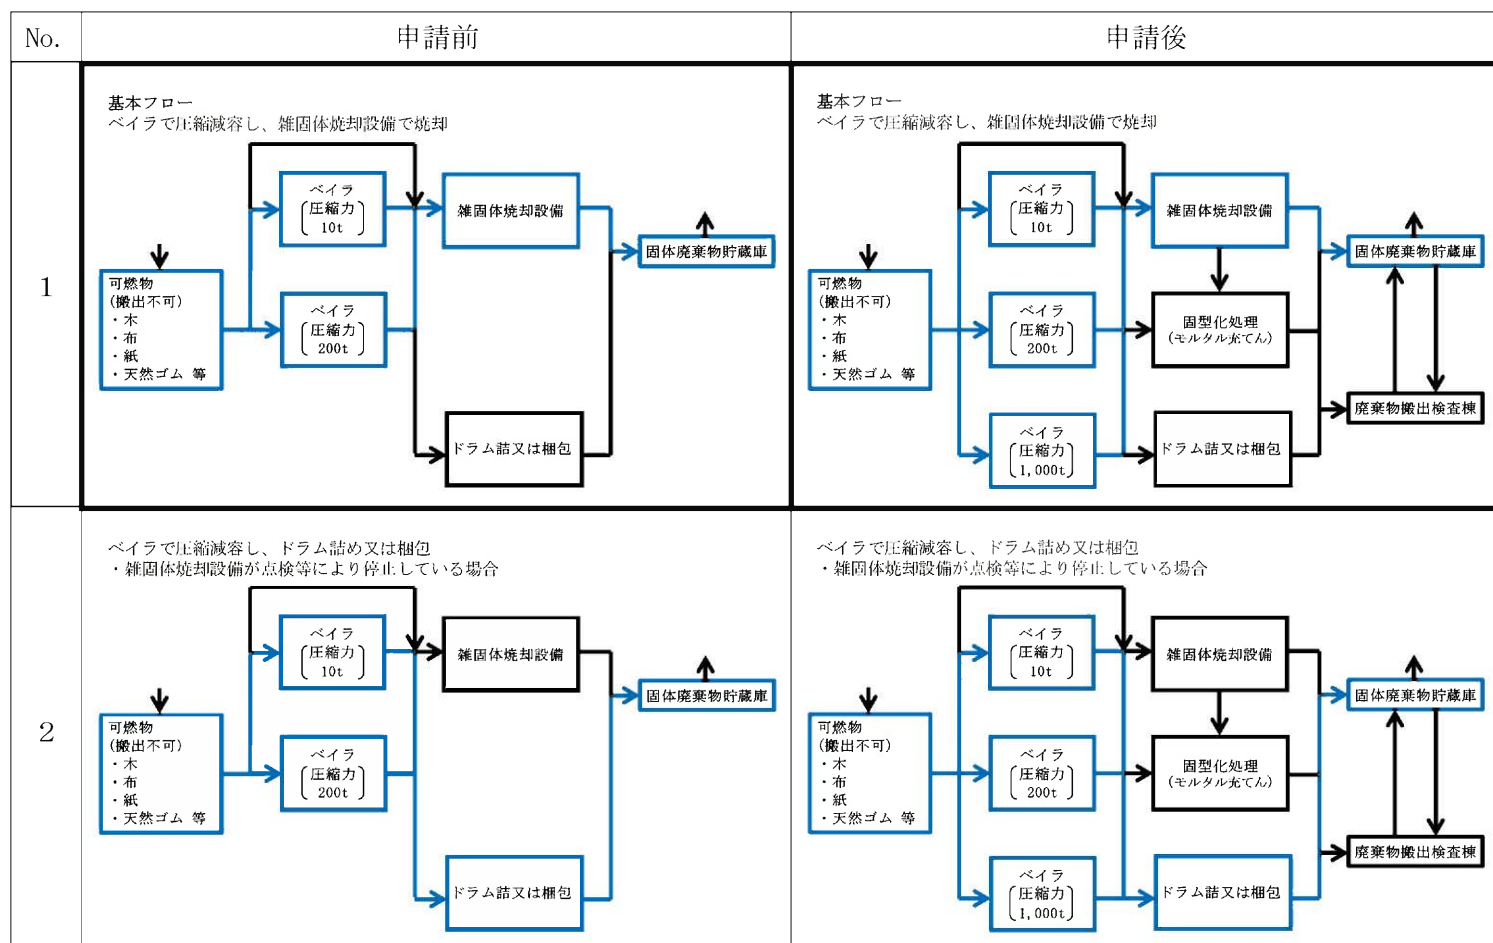 No.
申請前
申請後
1
基本フロー
ベイラで圧縮減容し、雑固体焼却設備で焼却
ベイラ
圧縮力
10t
雑固体焼却設備
固体廃棄物貯蔵庫
可燃物
(搬出不可)
・木
・布
・紙
・天然ゴム 等
ベイラ
圧縮力
200t
ドラム詰又は梱包
基本フロー
ベイラで圧縮減容し、雑固体焼却設備で焼却
ベイラ
圧縮力
10t
雑固体焼却設備
固体廃棄物貯蔵庫
可燃物
(搬出不可)
・木
・布
・紙
・天然ゴム 等
ベイラ
圧縮力
200t
固型化処理
(モルタル充てん)
ベイラ
圧縮力
1,000t
ドラム詰又は梱包
廃棄物搬出検査棟
2
ベイラで圧縮減容し、ドラム詰め又は梱包
・雑固体焼却設備が点検等により停止している場合
ベイラ
圧縮力
10t
雑固体焼却設備
固体廃棄物貯蔵庫
可燃物
(搬出不可)
・木
・布
・紙
・天然ゴム 等
ベイラ
圧縮力
200t
ドラム詰又は梱包
ベイラで圧縮減容し、ドラム詰め又は梱包
・雑固体焼却設備が点検等により停止している場合
ベイラ
圧縮力
10t
雑固体焼却設備
固体廃棄物貯蔵庫
可燃物
(搬出不可)
・木
・布
・紙
・天然ゴム 等
ベイラ
圧縮力
200t
固型化処理
(モルタル充てん)
ベイラ
圧縮力
1,000t
ドラム詰又は梱包
廃棄物搬出検査棟